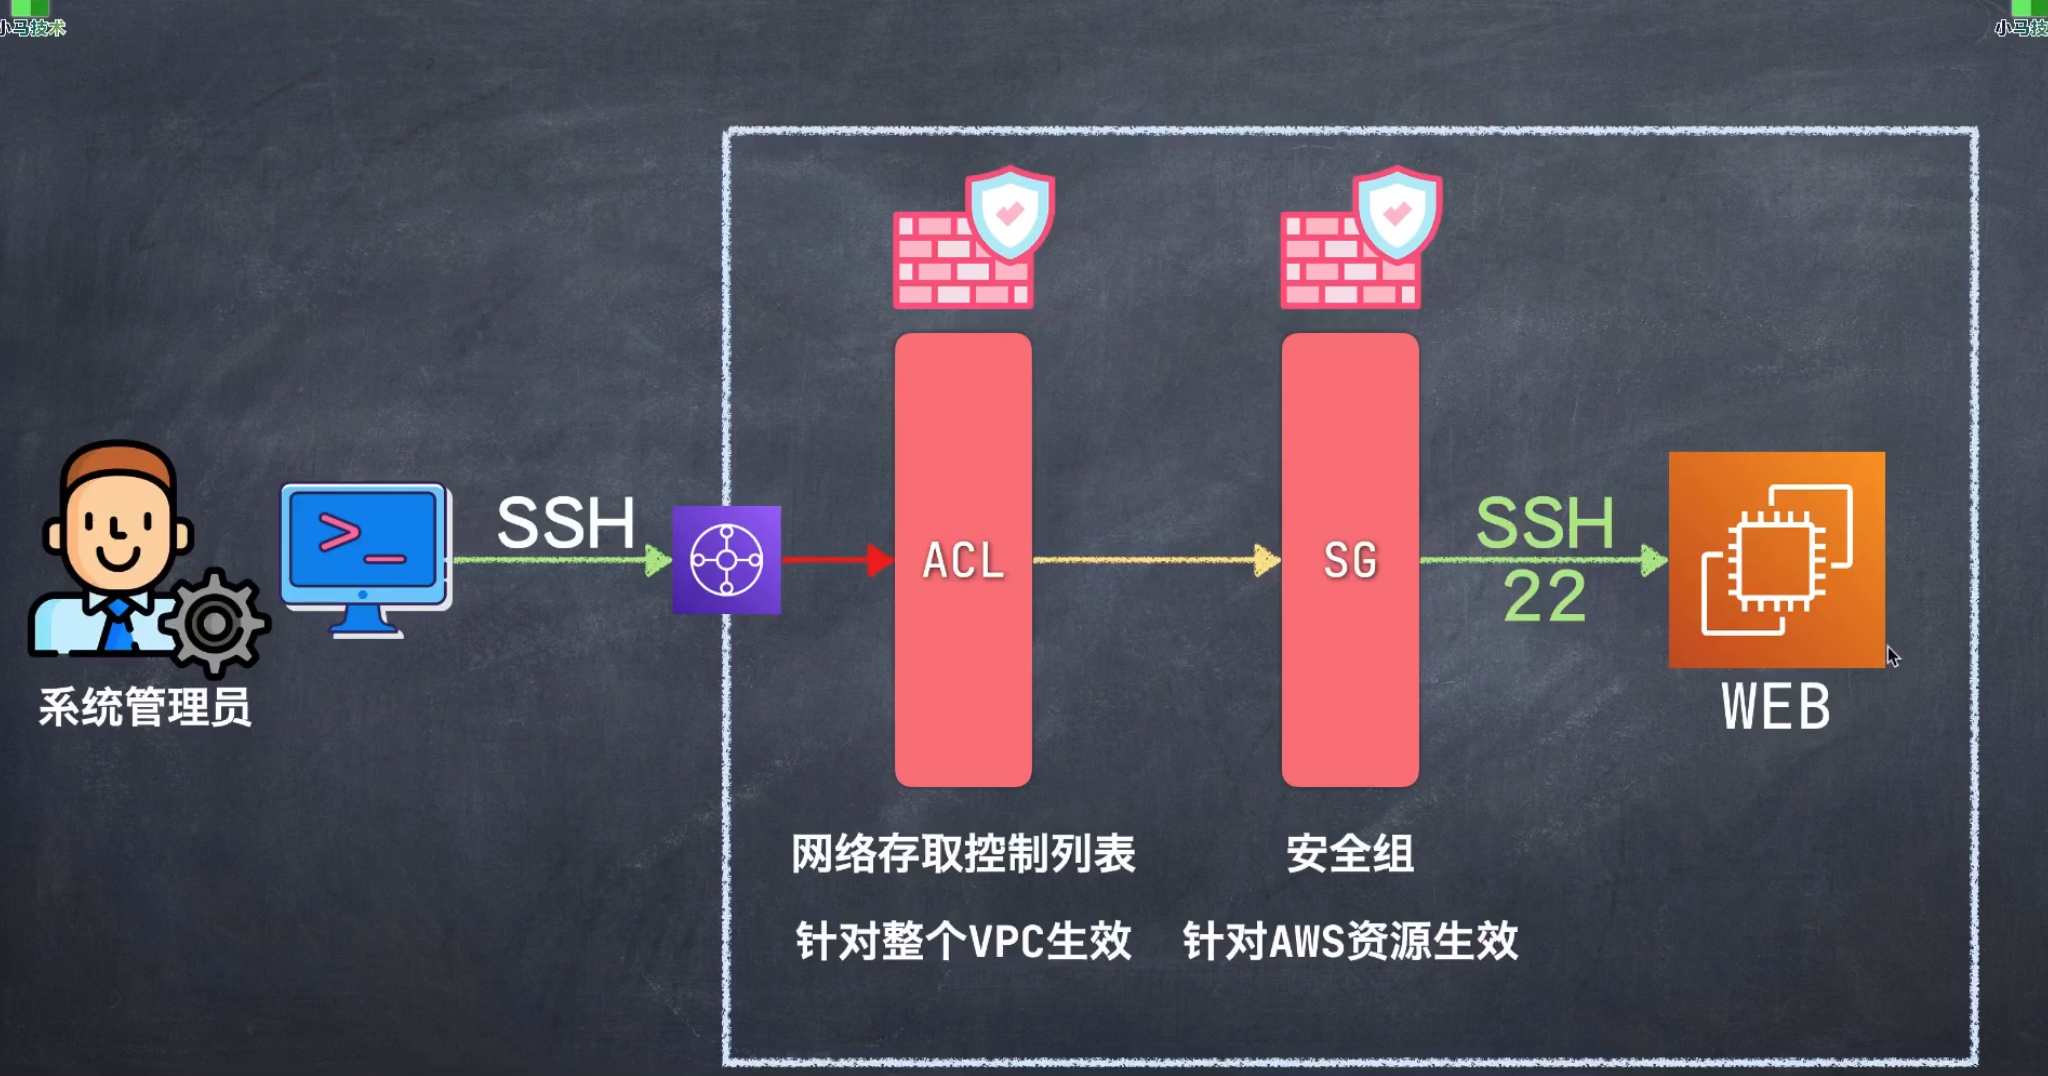 小马技术
小马技
SSH
ACL
SG
SSH
22
系统管理员
WEB
网络存取控制列表
安全组
针对整个VPC生效
针对AWS资源生效